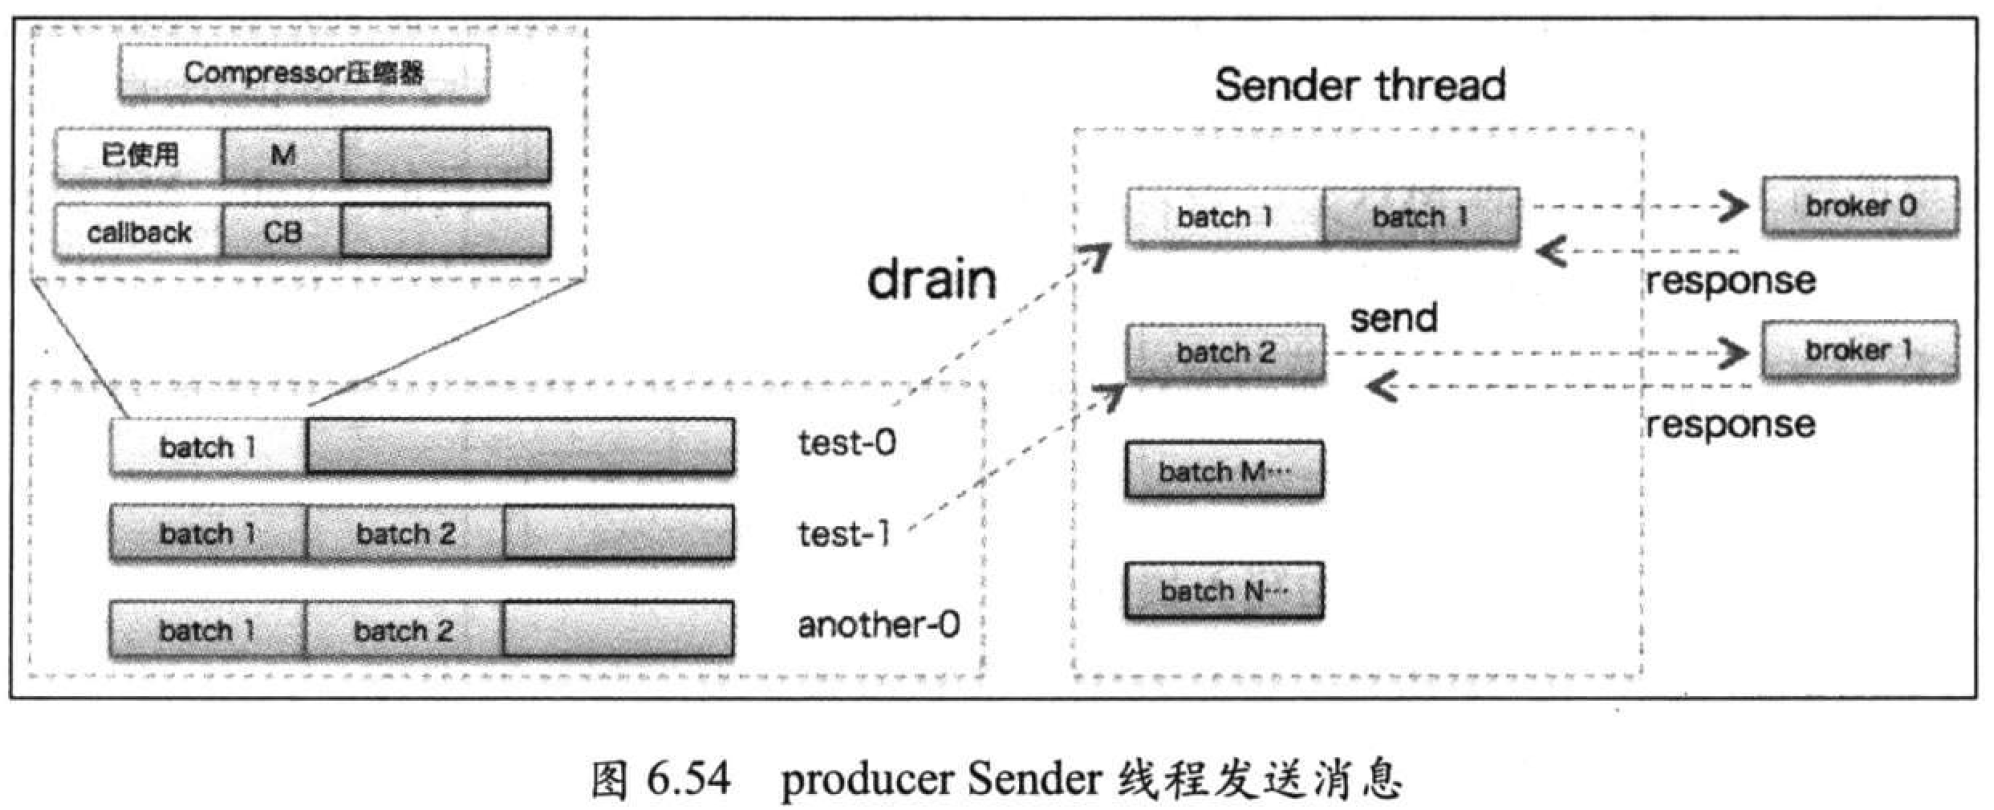 Compressor压缩器
已使用 M
callback CB
batch 1 test-0
batch 1 batch 2 test-1
batch 1 batch 2 another-0
drain
Sender thread
batch 1 batch 1 broker 0
response
send
batch 2 broker 1
response
batch M…
batch N…
图 6.54 producer Sender 线程发送消息